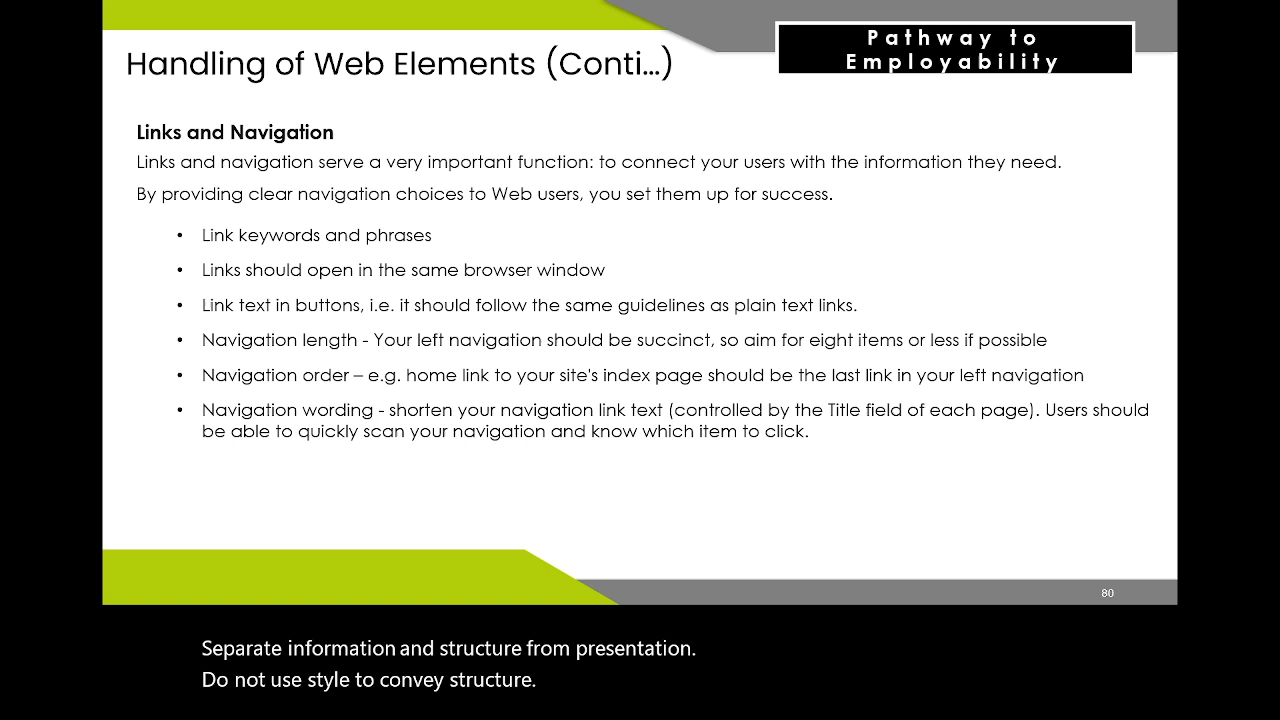 Pathway to
Employability
Handling of Web Elements (Conti…)
Links and Navigation
Links and navigation serve a very important function: to connect your users with the information they need.
By providing clear navigation choices to Web users, you set them up for success.
• Link keywords and phrases
• Links should open in the same browser window
• Link text in buttons, i.e. it should follow the same guidelines as plain text links.
• Navigation length - Your left navigation should be succinct, so aim for eight items or less if possible
• Navigation order – e.g. home link to your site's index page should be the last link in your left navigation
• Navigation wording - shorten your navigation link text (controlled by the Title field of each page). Users should
be able to quickly scan your navigation and know which item to click.
80
Separate information and structure from presentation.
Do not use style to convey structure.